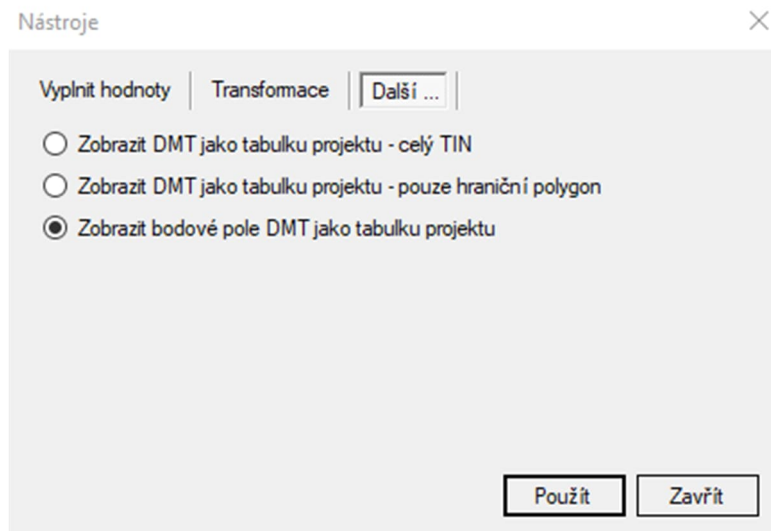 Nástroje
Vyplnit hodnoty Transformace Další ...
Zobrazit DMT jako tabulku projektu - celý TIN
Zobrazit DMT jako tabulku projektu - pouze hraniční polygon
Zobrazit bodové pole DMT jako tabulku projektu
Použít Zavřít